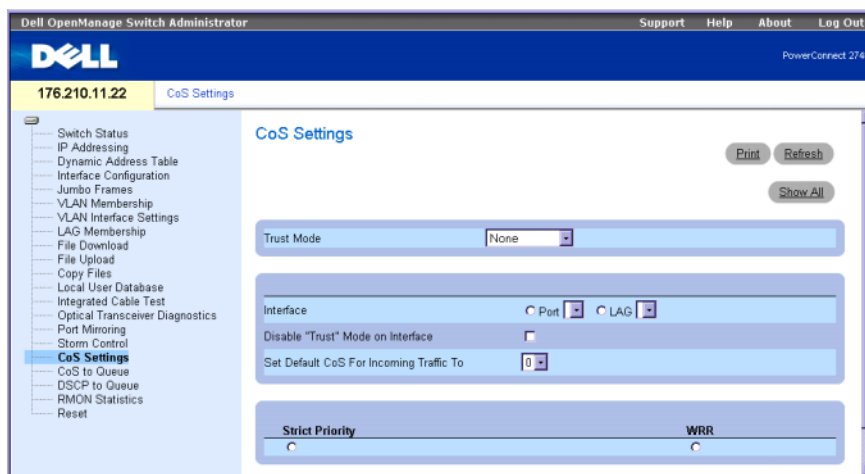 Dell OpenManage Switch Administrator
Support Help About Log Out
DELL
PowerConnect 274
176.210.11.22
CoS Settings
Switch Status
IP Addressing
Dynamic Address Table
Interface Configuration
Jumbo Frames
VLAN Membership
VLAN Interface Settings
LAG Membership
File Download
File Upload
Copy Files
Local User Database
Integrated Cable Test
Optical Transceiver Diagnostics
Port Mirroring
Storm Control
CoS Settings
CoS to Queue
DSCP to Queue
RMON Statistics
Reset
CoS Settings
Print Refresh
Show All
Trust Mode None
Interface Port LAG
Disable "Trust" Mode on Interface
Set Default CoS For Incoming Traffic To 0
Strict Priority WRR